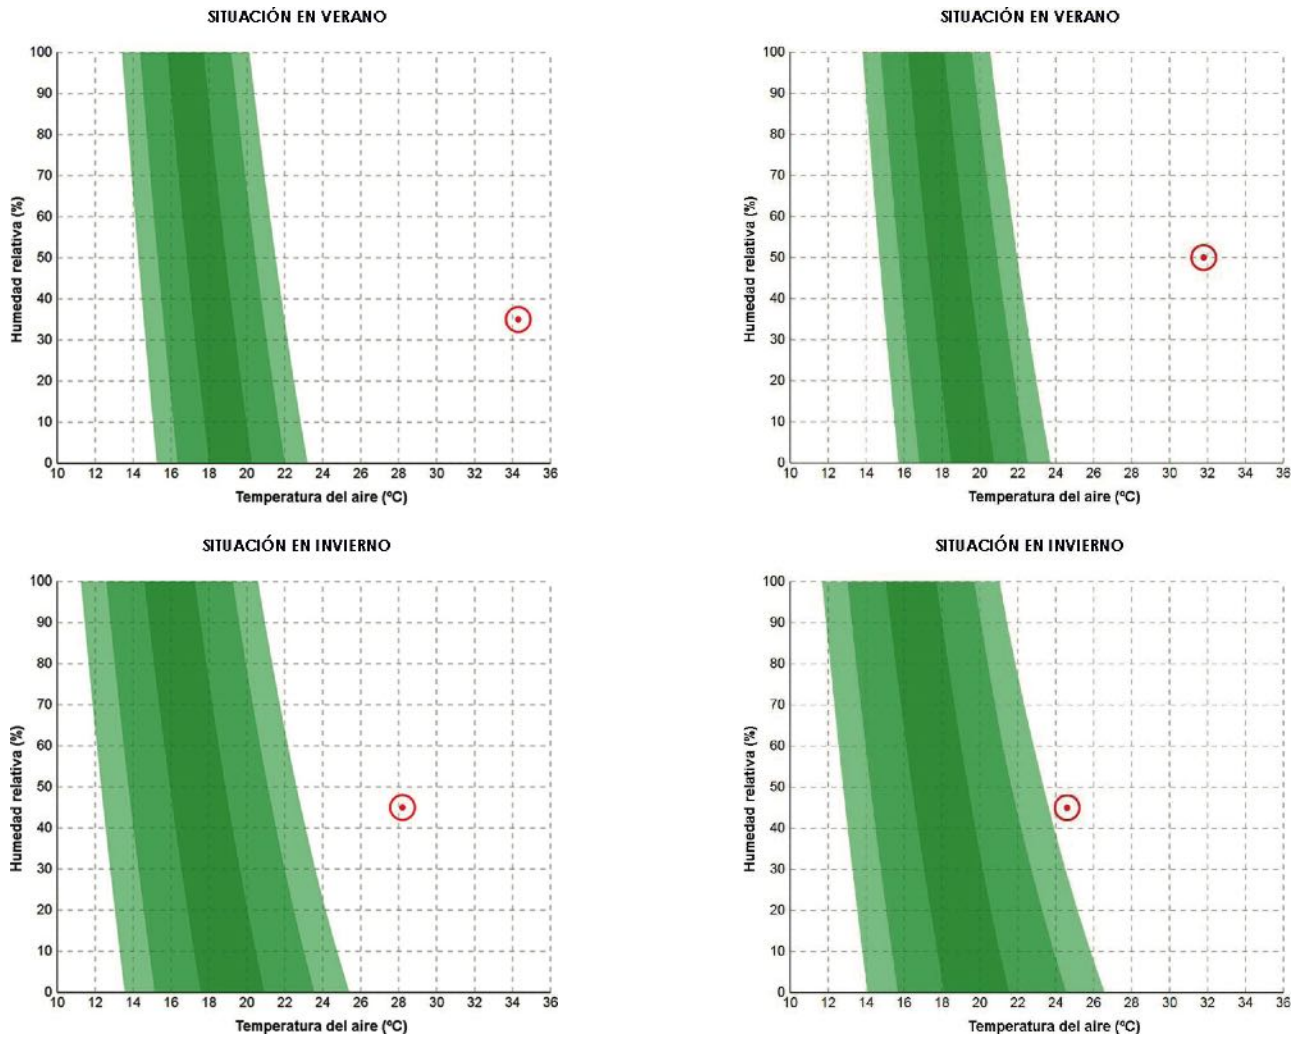 SITUACIÓN EN VERANO
100
90
80
70
60
50
40
30
20
10
0
Humedad relativa (%)
10 12 14 16 18 20 22 24 26 28 30 32 34 36
Temperatura del aire (ºC)
SITUACIÓN EN VERANO
100
90
80
70
60
50
40
30
20
10
0
Humedad relativa (%)
10 12 14 16 18 20 22 24 26 28 30 32 34 36
Temperatura del aire (ºC)
SITUACIÓN EN INVIERNO
100
90
80
70
60
50
40
30
20
10
0
Humedad relativa (%)
10 12 14 16 18 20 22 24 26 28 30 32 34 36
Temperatura del aire (ºC)
SITUACIÓN EN INVIERNO
100
90
80
70
60
50
40
30
20
10
0
Humedad relativa (%)
10 12 14 16 18 20 22 24 26 28 30 32 34 36
Temperatura del aire (ºC)